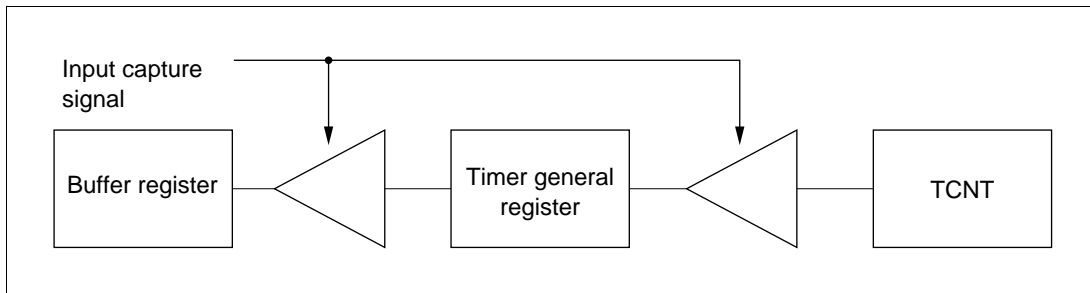 Input capture
signal
Buffer register
Timer general
register
TCNT